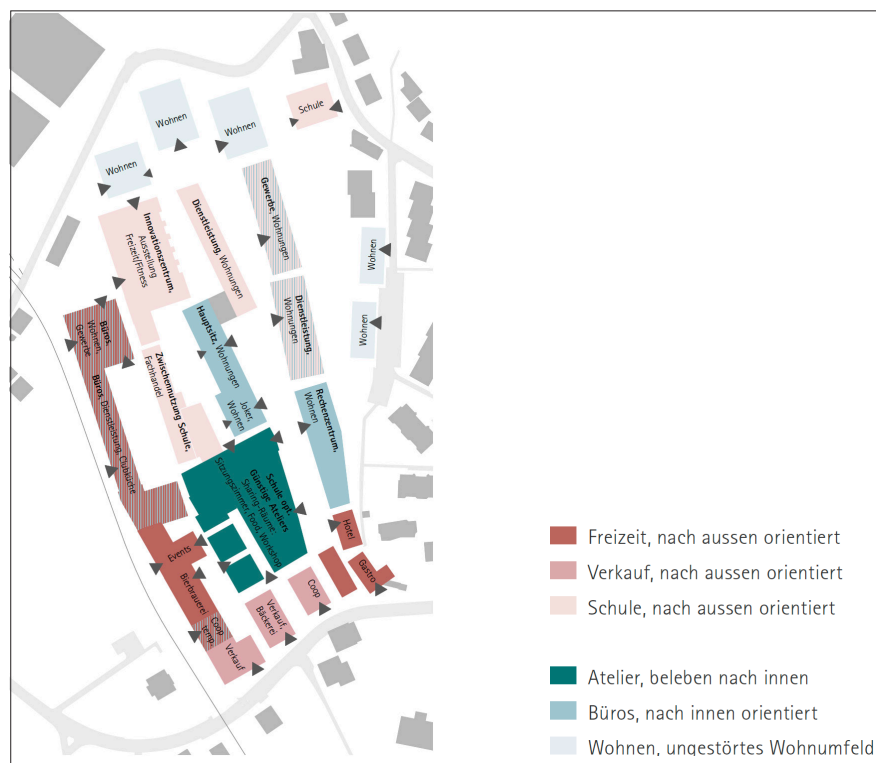 Schule
Wohnen
Wohnen
Wohnen
Gewerbe, Wohnungen
Dienstleistung, Wohnungen
Innovationszentrum,
Ausstellung
Freizeit/Fitness
Wohnen
Wohnen
Dienstleistung,
Wohnungen
Hauptsitz, Wohnungen
Büros,
Wohnen,
Gewerbe
Zwischennutzung Schule,
Fachhandel
Joker,
Wohnen
Rechenzentrum,
Wohnen
Büros, Dienstleistung, Clubküche
Schule opt.
Günstige Ateliers
Sharing-Räume:
Sitzungszimmer, Food, Workshop
Hotel
Events
Gastro
Bierbrauerei
Coop
Verkauf,
Bäckerei
Coop
temp.
Verkauf
Freizeit, nach aussen orientiert
Verkauf, nach aussen orientiert
Schule, nach aussen orientiert
Atelier, beleben nach innen
Büros, nach innen orientiert
Wohnen, ungestörtes Wohnumfeld